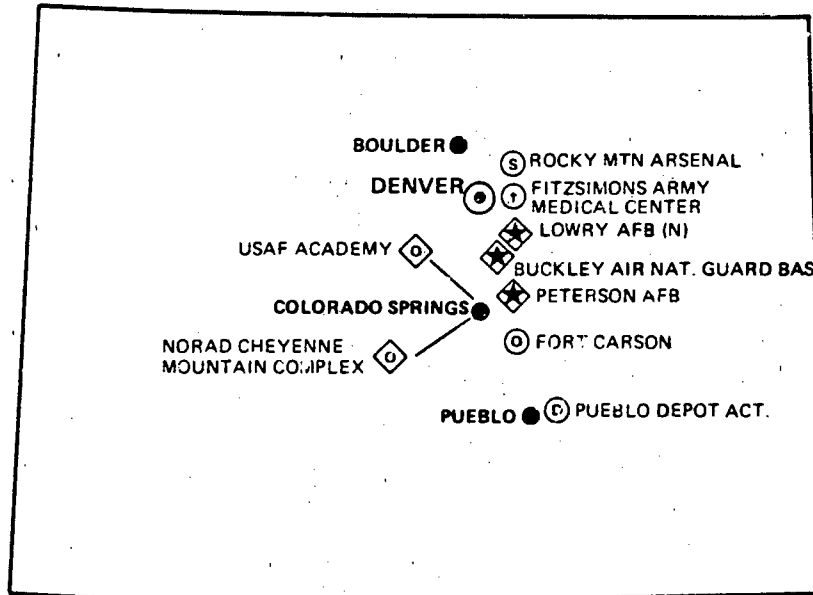 BOULDER
S ROCKY MTN ARSENAL
DENVER
FITZSIMONS ARMY
MEDICAL CENTER
LOWRY AFB (N)
USAF ACADEMY O
BUCKLEY AIR NAT. GUARD BAS
PETERSON AFB
COLORADO SPRINGS
O FORT CARSON
NORAD CHEYENNE
MOUNTAIN COMPLEX O
PUEBLO
D PUEBLO DEPOT ACT.